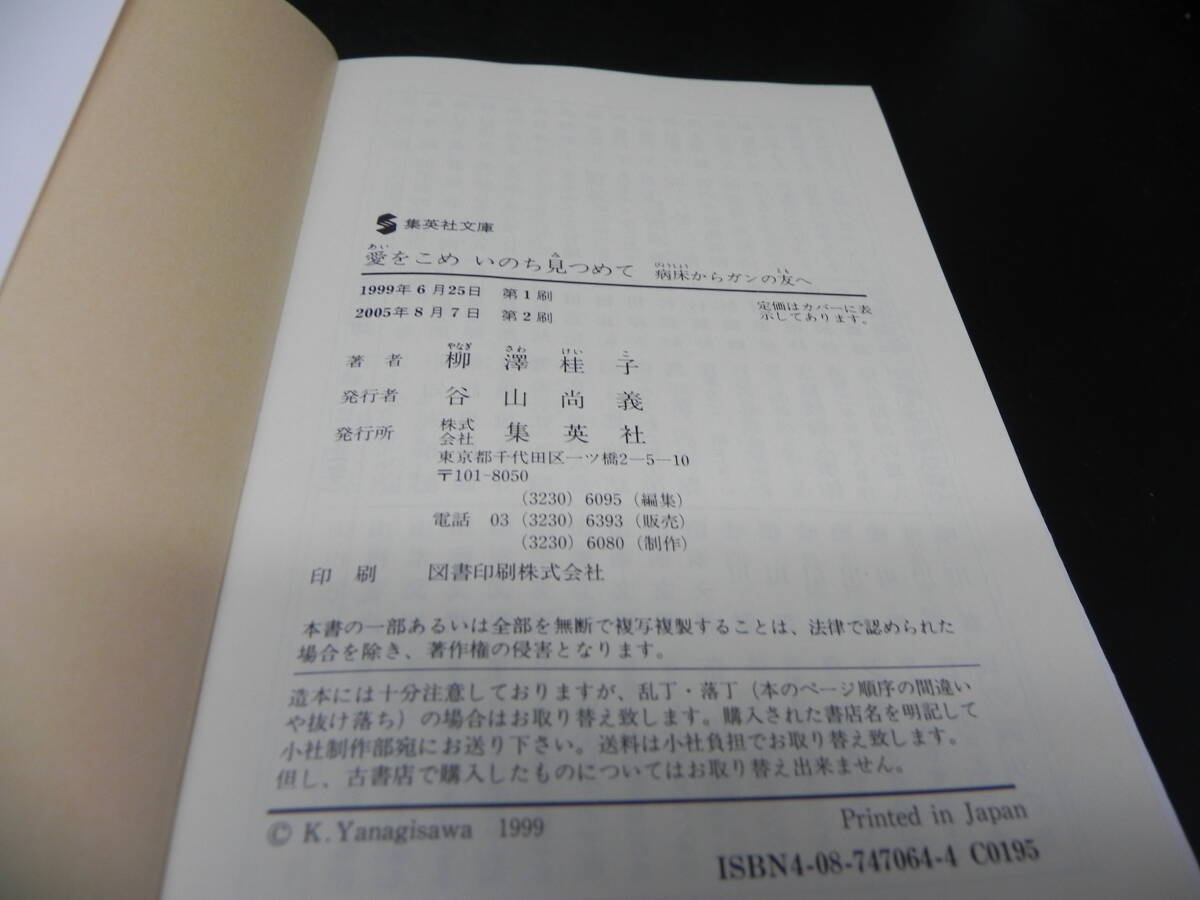 集英社文庫
愛をこめ いのち見つめて 病床からガンの友へ
1999年6月25日 第1刷
2005年8月7日 第2刷
定価はカバーに表
示してあります。
著者 柳澤桂子
発行者 谷山尚義
発行所 株式会社 集英社
東京都千代田区一ツ橋2-5-10
〒101-8050
(3230) 6095 (編集)
電話 03 (3230) 6393 (販売)
(3230) 6080 (制作)
印刷 図書印刷株式会社
本書の一部あるいは全部を無断で複写複製することは、法律で認められた
場合を除き、著作権の侵害となります。
造本には十分注意しておりますが、乱丁・落丁(本のページ順序の間違い
や抜け落ち)の場合はお取り替え致します。購入された書店名を明記して
小社制作部宛にお送り下さい。送料は小社負担でお取り替え致します。
但し、古書店で購入したものについてはお取り替え出来ません。
© K.Yanagisawa 1999
Printed in Japan
ISBN4-08-747064-4 C0195